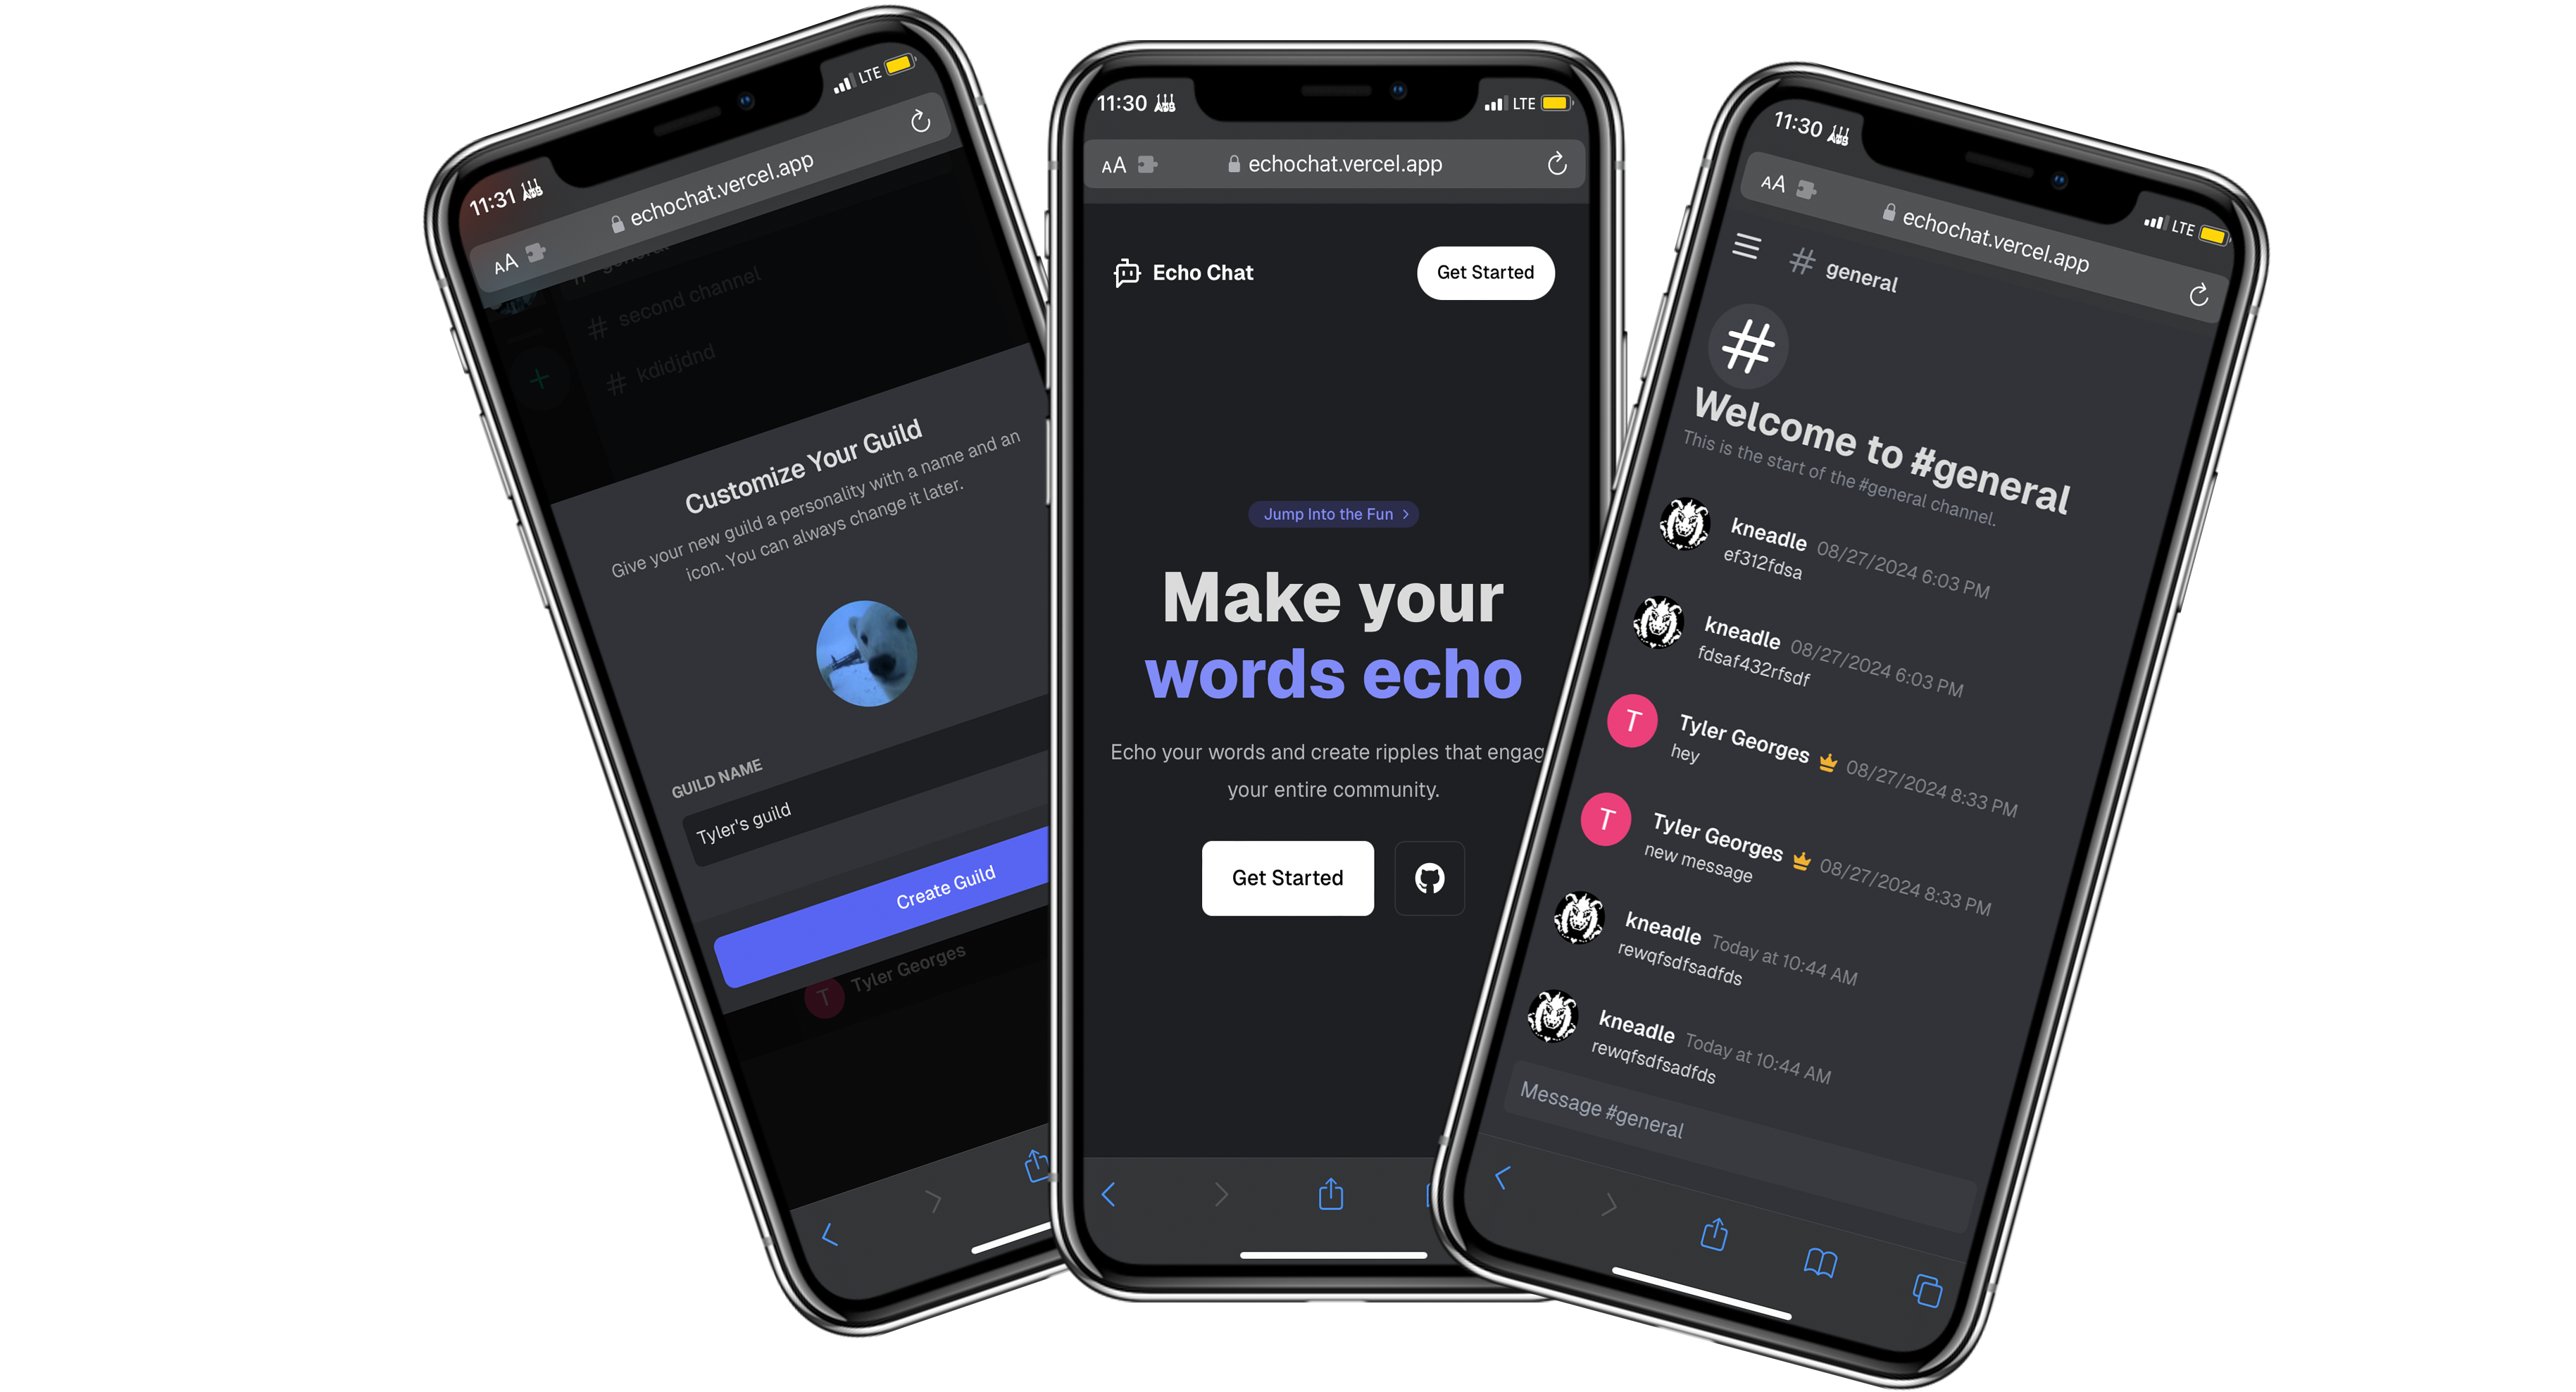 11:31
LTE
AA
echochat.vercel.app
general
second channel
kdidjdnd
Customize Your Guild
Give your new guild a personality with a name and an
icon. You can always change it later.
GUILD NAME
Tyler's guild
Create Guild
T Tyler Georges
11:30
LTE
AA
echochat.vercel.app
Echo Chat
Get Started
Jump Into the Fun
Make your
words echo
Echo your words and create ripples that engag
your entire community.
Get Started
11:30
LTE
AA
echochat.vercel.app
# general
#
Welcome to #general
This is the start of the #general channel.
kneadle 08/27/2024 6:03 PM
ef312fdsa
kneadle 08/27/2024 6:03 PM
fdsaf432rfsdf
T Tyler Georges 08/27/2024 8:33 PM
hey
T Tyler Georges 08/27/2024 8:33 PM
new message
kneadle Today at 10:44 AM
rewqfsdfsadfds
kneadle Today at 10:44 AM
rewqfsdfsadfds
Message #general